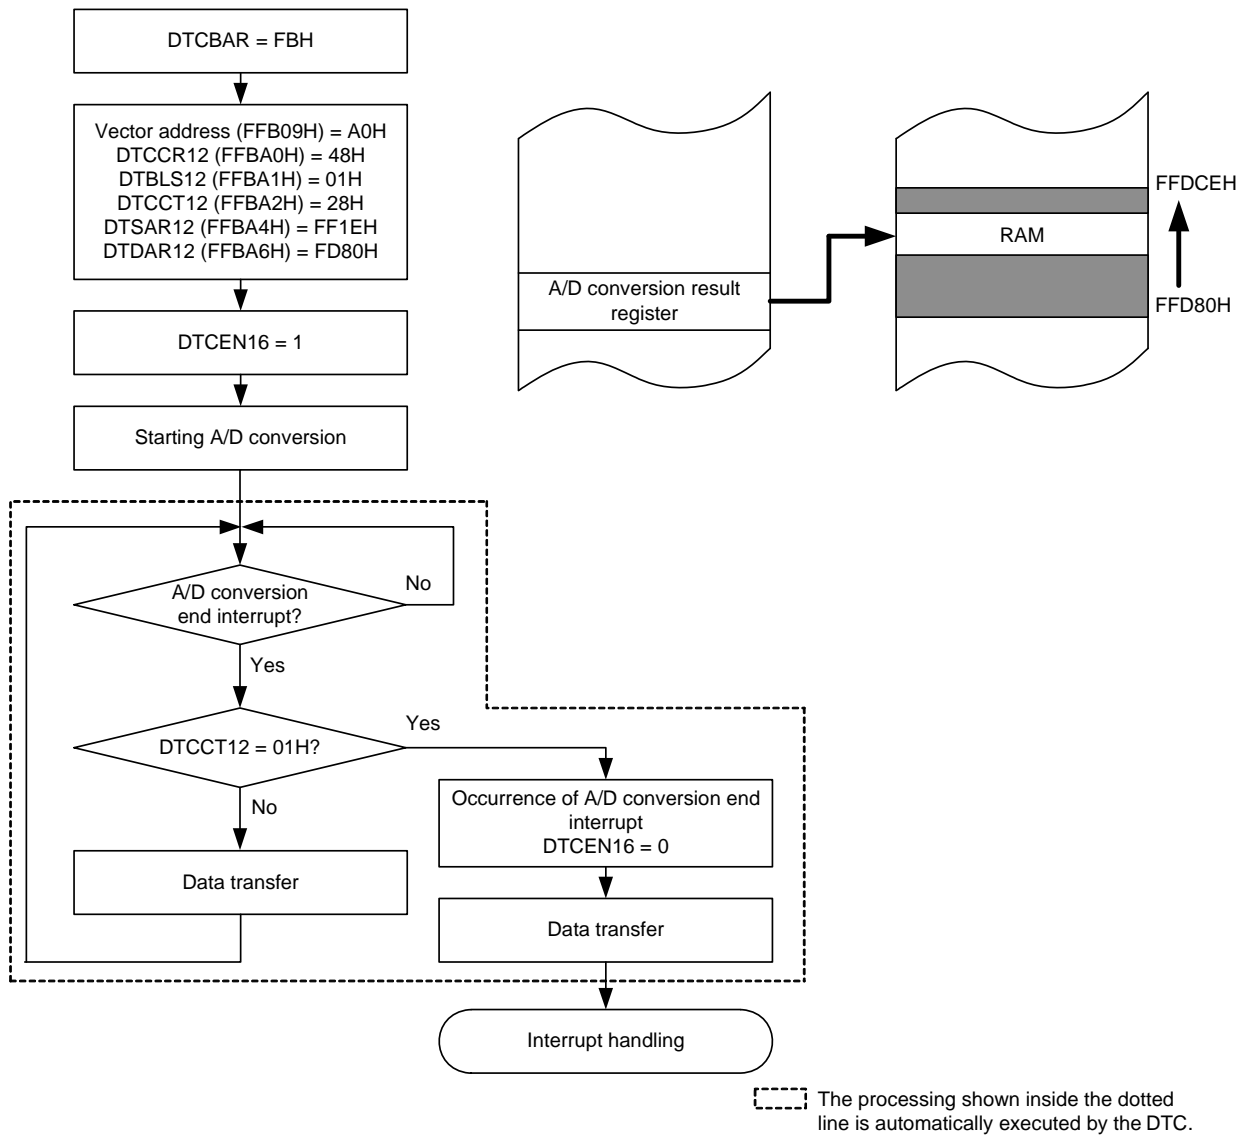 DTCBAR = FBH
Vector address (FFB09H) = A0H
DTCCR12 (FFBA0H) = 48H
DTBLS12 (FFBA1H) = 01H
DTCCT12 (FFBA2H) = 28H
DTSAR12 (FFBA4H) = FF1EH
DTDAR12 (FFBA6H) = FD80H
DTCEN16 = 1
Starting A/D conversion
A/D conversion
end interrupt?
No
Yes
DTCCT12 = 01H?
Yes
No
Data transfer
Occurrence of A/D conversion end
interrupt
DTCEN16 = 0
Data transfer
Interrupt handling
A/D conversion result
register
RAM
FFDCEH
FFD80H
The processing shown inside the dotted
line is automatically executed by the DTC.